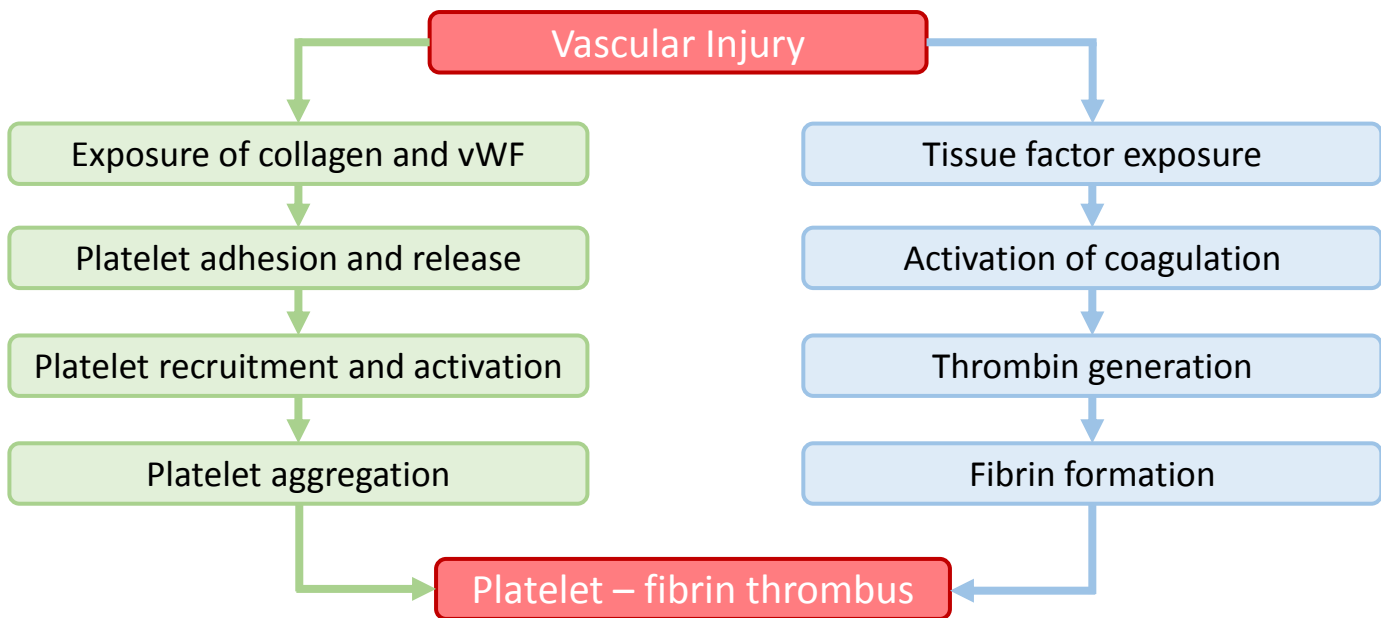 Vascular Injury
Exposure of collagen and vWF
Platelet adhesion and release
Platelet recruitment and activation
Platelet aggregation
Tissue factor exposure
Activation of coagulation
Thrombin generation
Fibrin formation
Platelet – fibrin thrombus